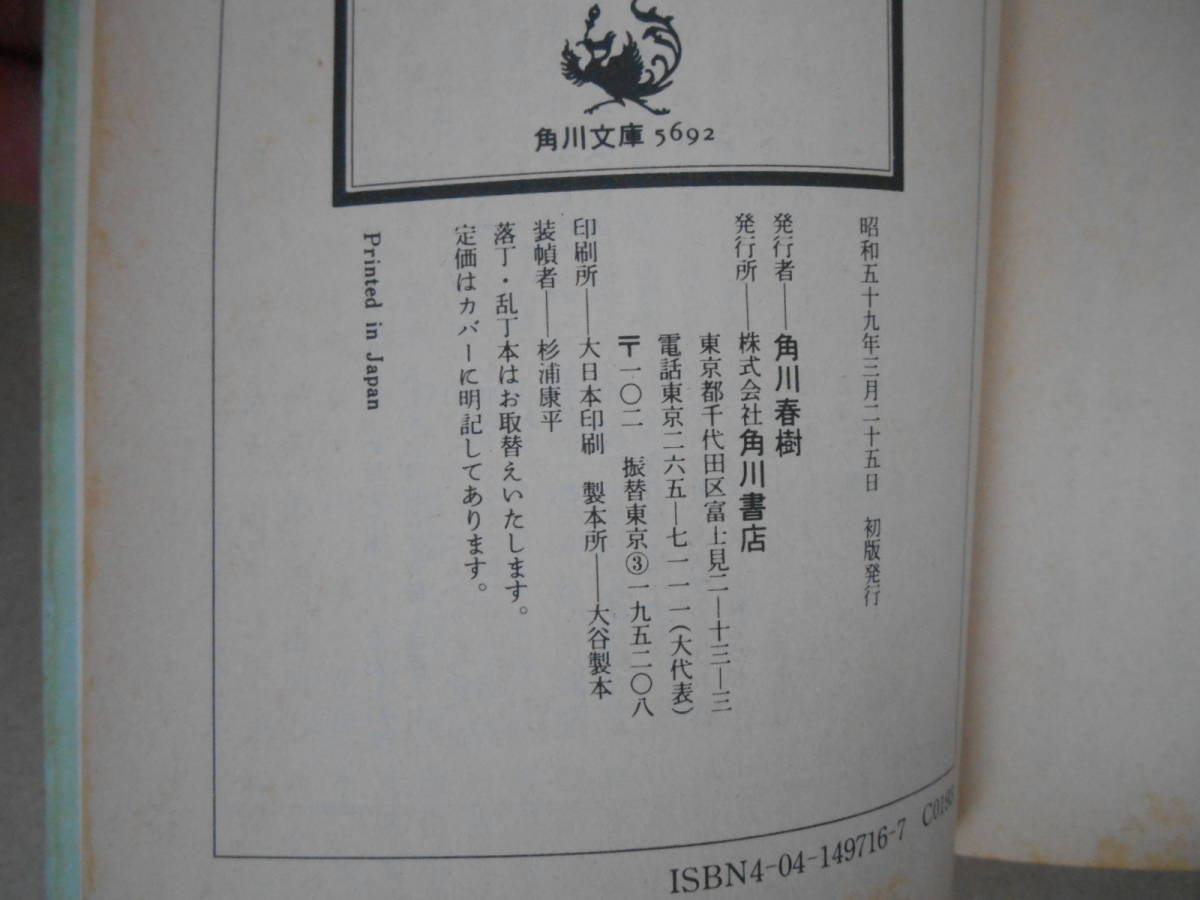 角川文庫 5692
昭和五十九年三月二十五日 初版発行
発行者――角川春樹
発行所――株式会社角川書店
東京都千代田区富士見二―十三―三
電話東京二六五―七一一一(大代表)
〒一〇二 振替東京③一九五二〇八
印刷所――大日本印刷 製本所――大谷製本
装幀者――杉浦康平
落丁・乱丁本はお取替えいたします。
定価はカバーに明記してあります。
Printed in Japan
ISBN4-04-149716-7 C0193